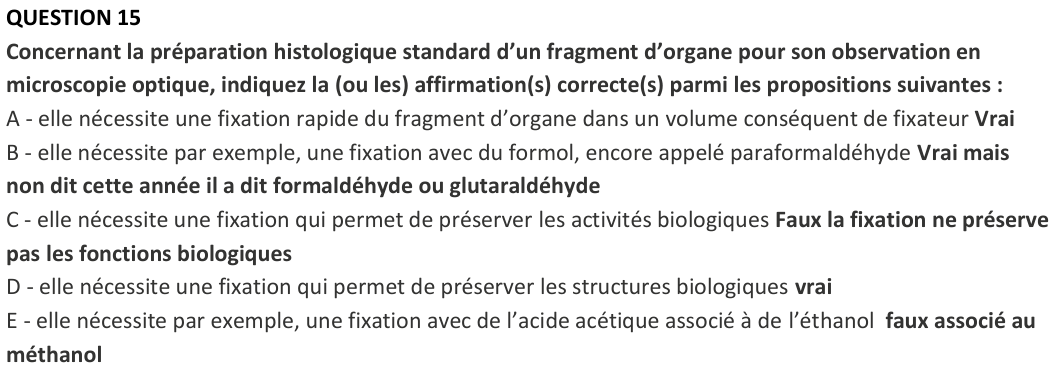 QUESTION 15
Concernant la préparation histologique standard d’un fragment d’organe pour son observation en
microscopie optique, indiquez la (ou les) affirmation(s) correcte(s) parmi les propositions suivantes :
A - elle nécessite une fixation rapide du fragment d’organe dans un volume conséquent de fixateur Vrai
B - elle nécessite par exemple, une fixation avec du formol, encore appelé paraformaldéhyde Vrai mais
non dit cette année il a dit formaldéhyde ou glutaraldéhyde
C - elle nécessite une fixation qui permet de préserver les activités biologiques Faux la fixation ne préserve
pas les fonctions biologiques
D - elle nécessite une fixation qui permet de préserver les structures biologiques vrai
E - elle nécessite par exemple, une fixation avec de l’acide acétique associé à de l’éthanol faux associé au
méthanol